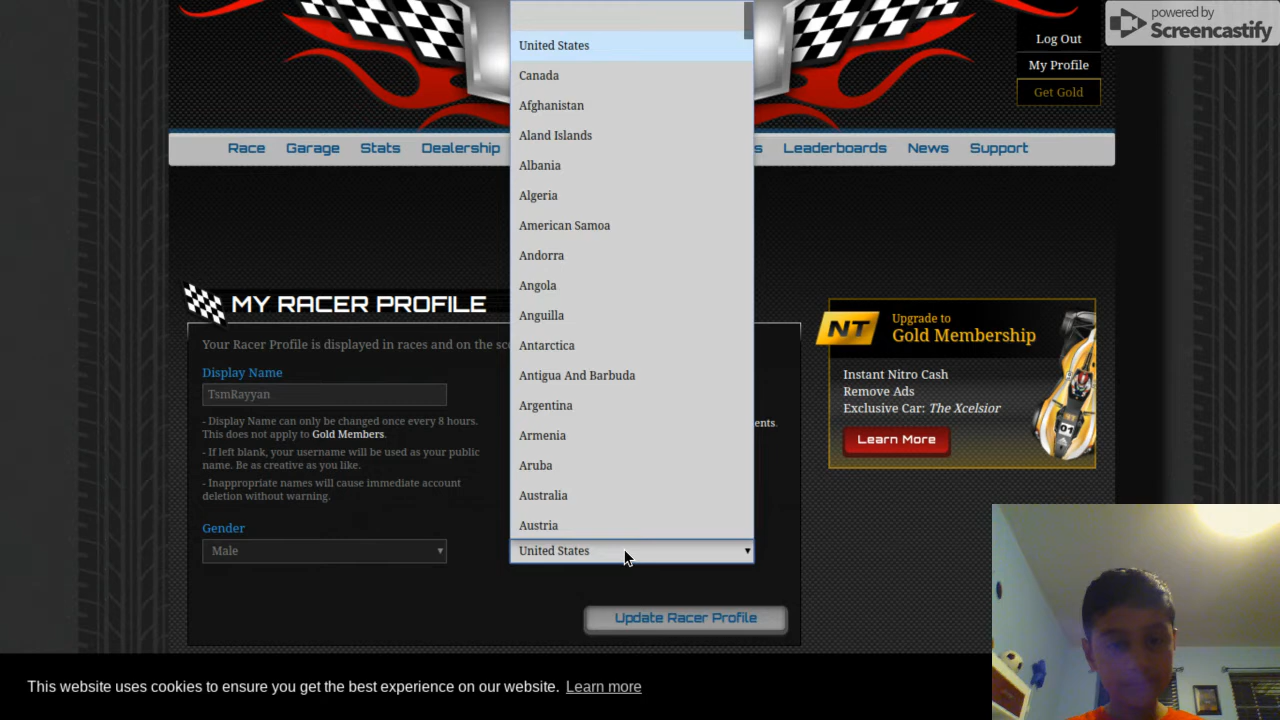 powered by
Screencastify
Log Out
My Profile
Get Gold
Race Garage Stats Dealership s Leaderboards News Support
United States
Canada
Afghanistan
Aland Islands
Albania
Algeria
American Samoa
Andorra
Angola
Anguilla
Antarctica
Antigua And Barbuda
Argentina
Armenia
Aruba
Australia
Austria
United States
MY RACER PROFILE
Your Racer Profile is displayed in races and on the sc
Display Name
TsmRayyan
- Display Name can only be changed once every 8 hours.
This does not apply to Gold Members.
- If left blank, your username will be used as your public
name. Be as creative as you like.
- Inappropriate names will cause immediate account
deletion without warning.
ents.
Gender
Male
Update Racer Profile
NT
Upgrade to
Gold Membership
Instant Nitro Cash
Remove Ads
Exclusive Car: The Xcelsior
Learn More
01
This website uses cookies to ensure you get the best experience on our website. Learn more